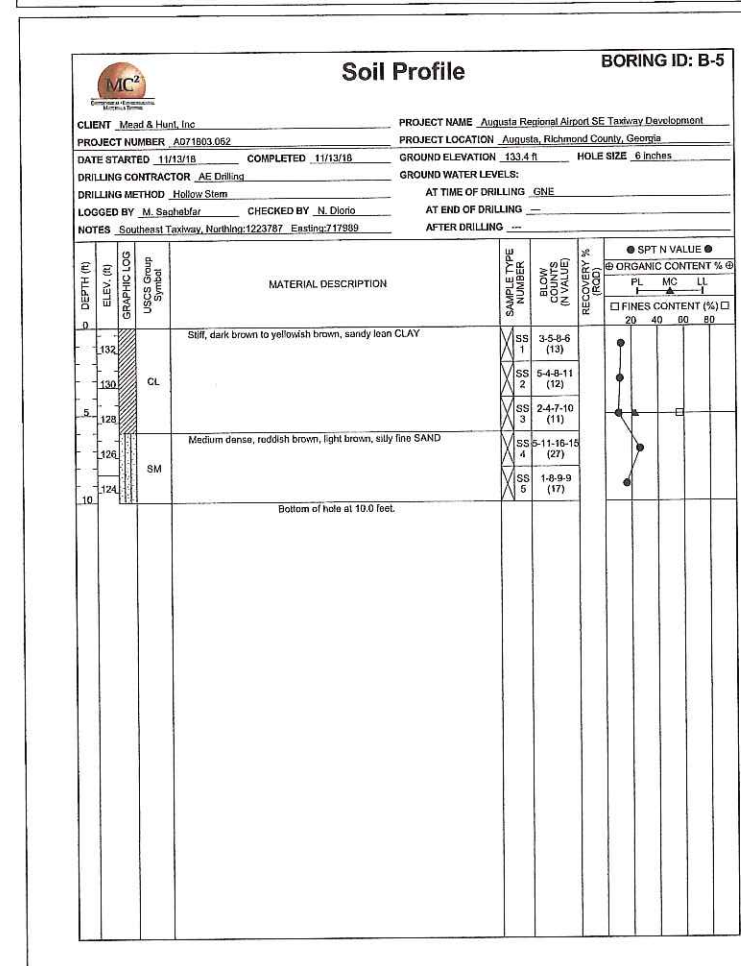 BORING ID: B-5
Soil Profile
MC²
CLIENT Mead & Hunt, Inc
PROJECT NAME Augusta Regional Airport SE Taxiway Development
PROJECT NUMBER A071803.052
PROJECT LOCATION Augusta, Richmond County, Georgia
DATE STARTED 11/13/18 COMPLETED 11/13/18
GROUND ELEVATION 133.4 ft HOLE SIZE 6 inches
DRILLING CONTRACTOR AE Drilling
GROUND WATER LEVELS:
DRILLING METHOD Hollow Stem
AT TIME OF DRILLING GNE
LOGGED BY M. Saghebfar CHECKED BY N. Diorio
AT END OF DRILLING ---
NOTES Southeast Taxiway, Northing:1223787 Easting:717989
AFTER DRILLING ---
DEPTH (ft)
ELEV. (ft)
GRAPHIC LOG
USCS Group Symbol
MATERIAL DESCRIPTION
SAMPLE TYPE NUMBER
BLOW COUNTS (N VALUE)
RECOVERY % (RQD)
● SPT N VALUE ●
⊕ ORGANIC CONTENT % ⊕
PL MC LL
□ FINES CONTENT (%) □
20 40 60 80
0
Stiff, dark brown to yellowish brown, sandy lean CLAY
SS 1
3-5-8-6 (13)
132
130
CL
SS 2
5-4-8-11 (12)
5
128
SS 3
2-4-7-10 (11)
Medium dense, reddish brown, light brown, silty fine SAND
SS 4
5-11-16-15 (27)
126
SM
124
SS 5
1-8-9-9 (17)
10
Bottom of hole at 10.0 feet.